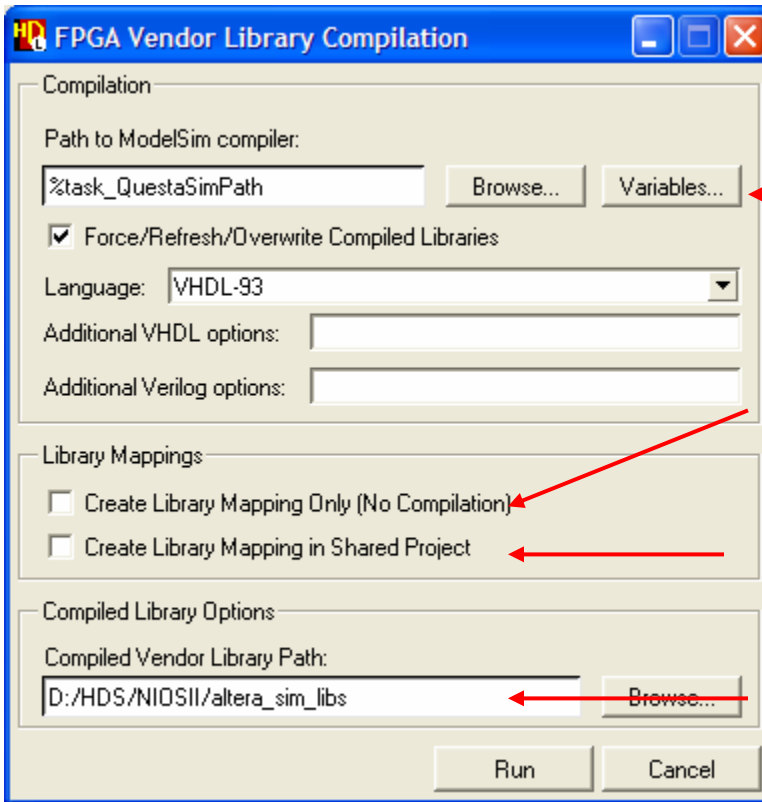 HDL FPGA Vendor Library Compilation
Compilation
Path to ModelSim compiler:
%task_QuestaSimPath Browse... Variables...
Force/Refresh/Overwrite Compiled Libraries
Language: VHDL-93
Additional VHDL options:
Additional Verilog options:
Library Mappings
Create Library Mapping Only (No Compilation)
Create Library Mapping in Shared Project
Compiled Library Options
Compiled Vendor Library Path:
D:/HDS/NIOSII/altera_sim_libs Browse...
Run Cancel